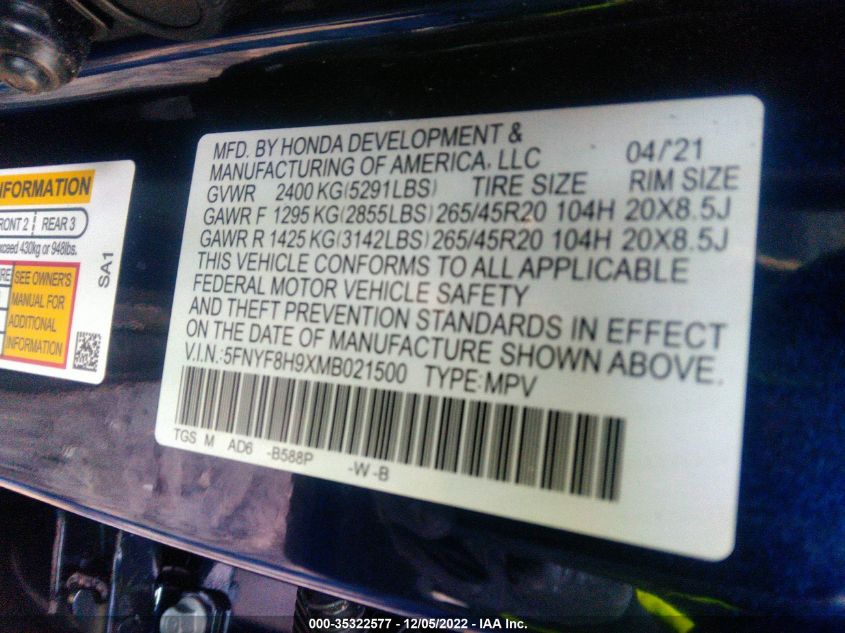 NFORMATION
RONT 2 REAR 3
exceed 430kg or 948lbs.
SEE OWNER'S
MANUAL FOR
ADDITIONAL
INFORMATION
SA1
MFD. BY HONDA DEVELOPMENT &
MANUFACTURING OF AMERICA, LLC 04/'21
GVWR 2400 KG(5291LBS) TIRE SIZE RIM SIZE
GAWR F 1295 KG(2855LBS) 265/45R20 104H 20X8.5J
GAWR R 1425 KG(3142LBS) 265/45R20 104H 20X8.5J
THIS VEHICLE CONFORMS TO ALL APPLICABLE
FEDERAL MOTOR VEHICLE SAFETY
AND THEFT PREVENTION STANDARDS IN EFFECT
ON THE DATE OF MANUFACTURE SHOWN ABOVE.
V.I.N.:5FNYF8H9XMB021500 TYPE:MPV
TGS M AD6 -B588P -W -B
000-35322577 - 12/05/2022 - IAA Inc.